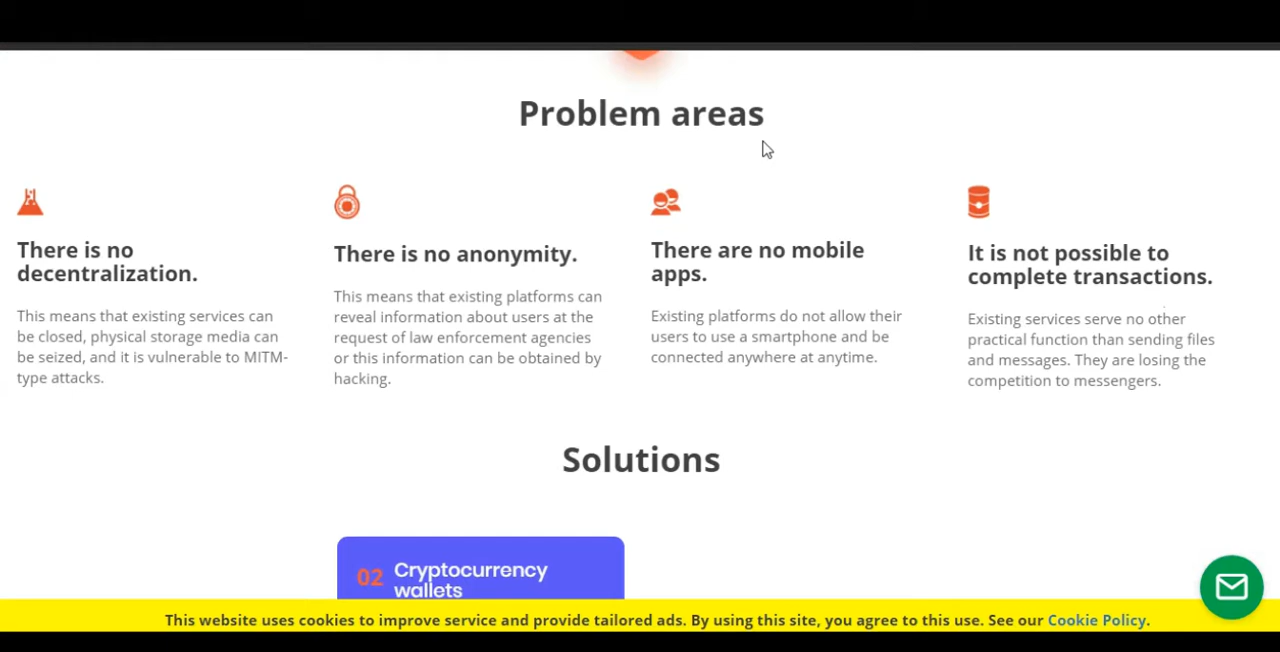 Problem areas
There is no
decentralization.
This means that existing services can
be closed, physical storage media can
be seized, and it is vulnerable to MITM-
type attacks.
There is no anonymity.
This means that existing platforms can
reveal information about users at the
request of law enforcement agencies
or this information can be obtained by
hacking.
There are no mobile
apps.
Existing platforms do not allow their
users to use a smartphone and be
connected anywhere at anytime.
It is not possible to
complete transactions.
Existing services serve no other
practical function than sending files
and messages. They are losing the
competition to messengers.
Solutions
02 Cryptocurrency
wallets
This website uses cookies to improve service and provide tailored ads. By using this site, you agree to this use. See our Cookie Policy.